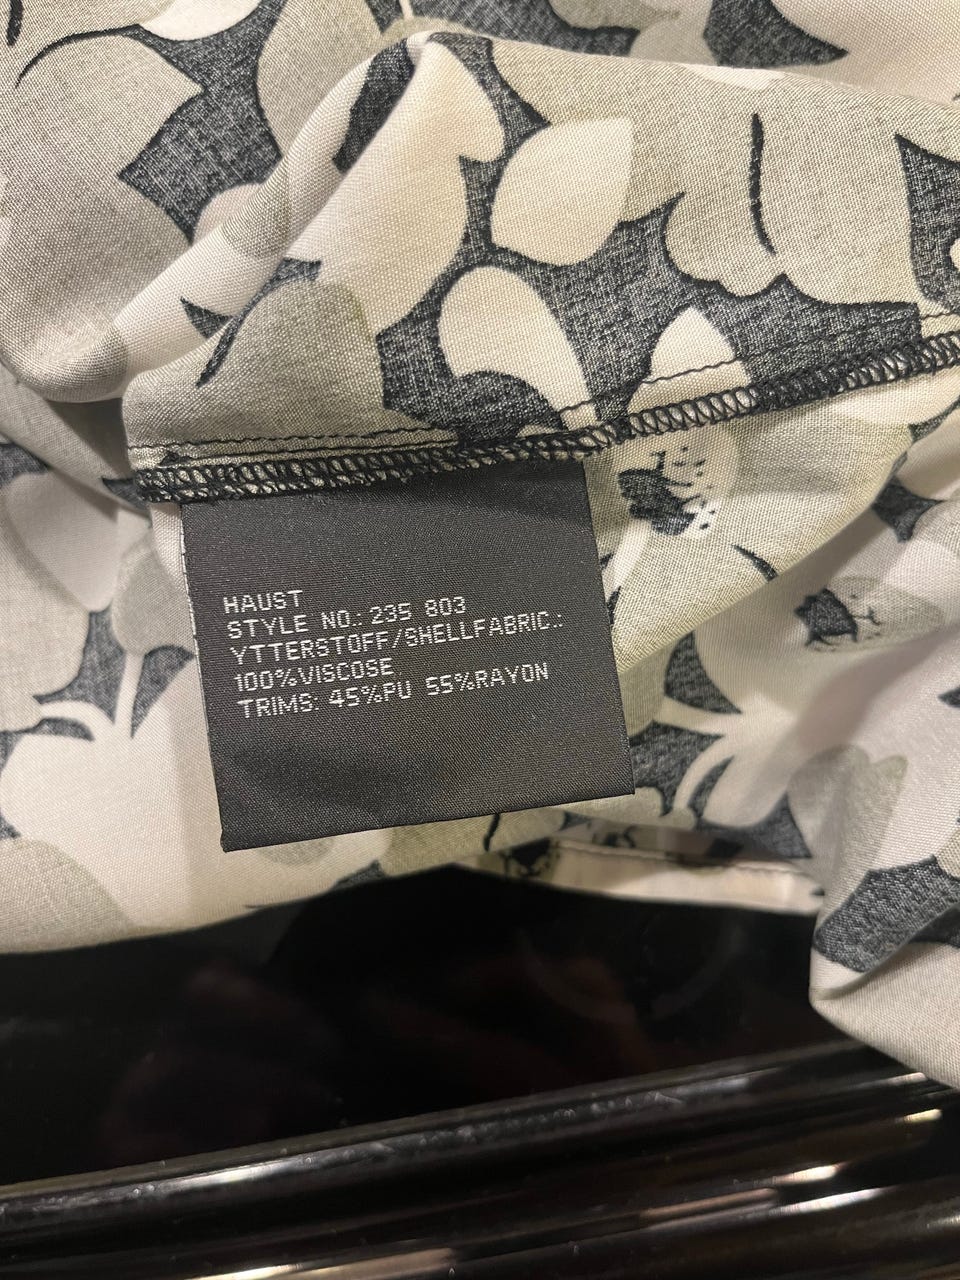 HAUST
STYLE NO.: 235 803
YTTERSTOFF/SHELLFABRIC.:
100%VISCOSE
TRIMS: 45%PU 55%RAYON